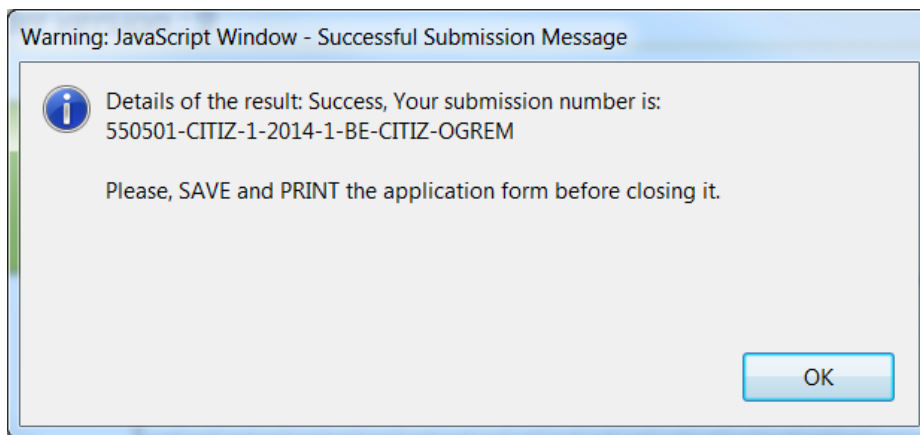 Warning: JavaScript Window - Successful Submission Message
Details of the result: Success, Your submission number is:
550501-CITIZ-1-2014-1-BE-CITIZ-OGREM
Please, SAVE and PRINT the application form before closing it.
OK